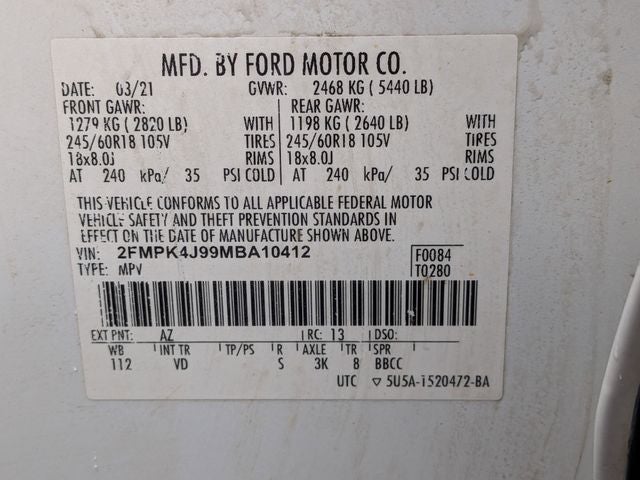 MFD. BY FORD MOTOR CO.
DATE: 03/21 GVWR: 2468 KG ( 5440 LB)
FRONT GAWR: REAR GAWR:
1279 KG ( 2820 LB) WITH 1198 KG ( 2640 LB) WITH
245/60R18 105V TIRES 245/60R18 105V TIRES
18x8.0J RIMS 18x8.0J RIMS
AT 240 kPa/ 35 PSI COLD AT 240 kPa/ 35 PSI COLD
THIS VEHICLE CONFORMS TO ALL APPLICABLE FEDERAL MOTOR
VEHICLE SAFETY AND THEFT PREVENTION STANDARDS IN
EFFECT ON THE DATE OF MANUFACTURE SHOWN ABOVE.
VIN: 2FMPK4J99MBA10412 F0084
TYPE: MPV T0280
EXT PNT: AZ RC: 13 DSO:
WB INT TR TP/PS R AXLE TR SPR
112 VD S 3K 8 BBCC
UTC ▽ 5U5A-1520472-BA